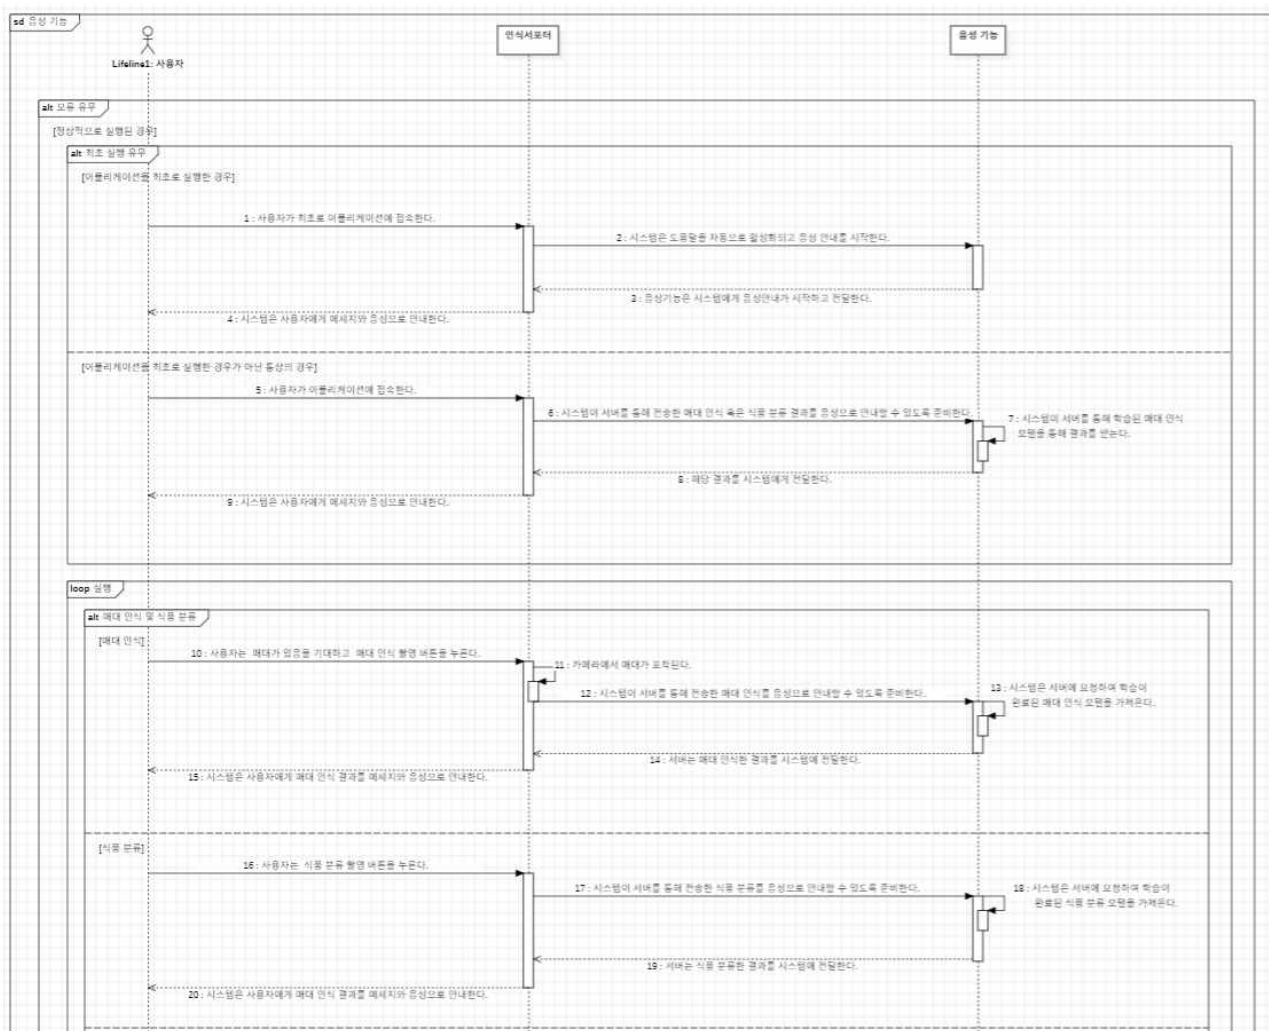 sd 음성 기능
인식서포터
음성 기능
Lifeline1: 사용자
alt 오류 유무
[정상적으로 실행된 경우]
alt 최초 실행 유무
[어플리케이션을 최초로 실행한 경우]
1 : 사용자가 최초로 어플리케이션에 접속한다.
2 : 시스템은 도움말을 자동으로 활성화되고 음성 안내를 시작한다.
3 : 음성기능은 시스템에게 음성안내가 시작하고 전달한다.
4 : 시스템은 사용자에게 메세지와 음성으로 안내한다.
[어플리케이션을 최초로 실행한 경우가 아닌 통상의 경우]
5 : 사용자가 어플리케이션에 접속한다.
6 : 시스템이 서버를 통해 전송한 매대 인식 혹은 식품 분류 결과를 음성으로 안내할 수 있도록 준비한다.
7 : 시스템이 서버를 통해 학습된 매대 인식
모델을 통해 결과를 받는다.
8 : 해당 결과를 시스템에게 전달한다.
9 : 시스템은 사용자에게 메세지와 음성으로 안내한다.
loop 실행
alt 매대 인식 및 식품 분류
[매대 인식]
10 : 사용자는 매대가 있음을 기대하고 매대 인식 촬영 버튼을 누른다.
11 : 카메라에서 매대가 포착된다.
12 : 시스템이 서버를 통해 전송한 매대 인식를 음성으로 안내할 수 있도록 준비한다.
13 : 시스템은 서버에 요청하여 학습이
완료된 매대 인식 모델을 가져온다.
14 : 서버는 매대 인식한 결과를 시스템에 전달한다.
15 : 시스템은 사용자에게 매대 인식 결과를 메세지와 음성으로 안내한다.
[식품 분류]
16 : 사용자는 식품 분류 촬영 버튼을 누른다.
17 : 시스템이 서버를 통해 전송한 식품 분류를 음성으로 안내할 수 있도록 준비한다.
18 : 시스템은 서버에 요청하여 학습이
완료된 식품 분류 모델을 가져온다.
19 : 서버는 식품 분류한 결과를 시스템에 전달한다.
20 : 시스템은 사용자에게 매대 인식 결과를 메세지와 음성으로 안내한다.